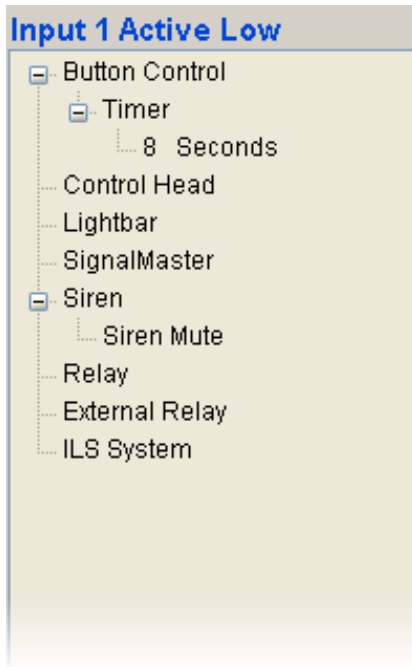 Input 1 Active Low
Button Control
Timer
8 Seconds
Control Head
Lightbar
SignalMaster
Siren
Siren Mute
Relay
External Relay
ILS System